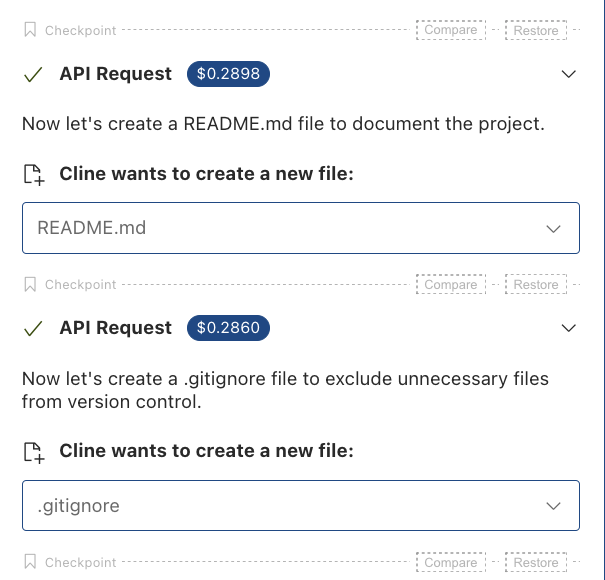 Checkpoint Compare Restore
API Request $0.2898
Now let's create a README.md file to document the project.
Cline wants to create a new file:
README.md
Checkpoint Compare Restore
API Request $0.2860
Now let's create a .gitignore file to exclude unnecessary files
from version control.
Cline wants to create a new file:
.gitignore
Checkpoint Compare Restore